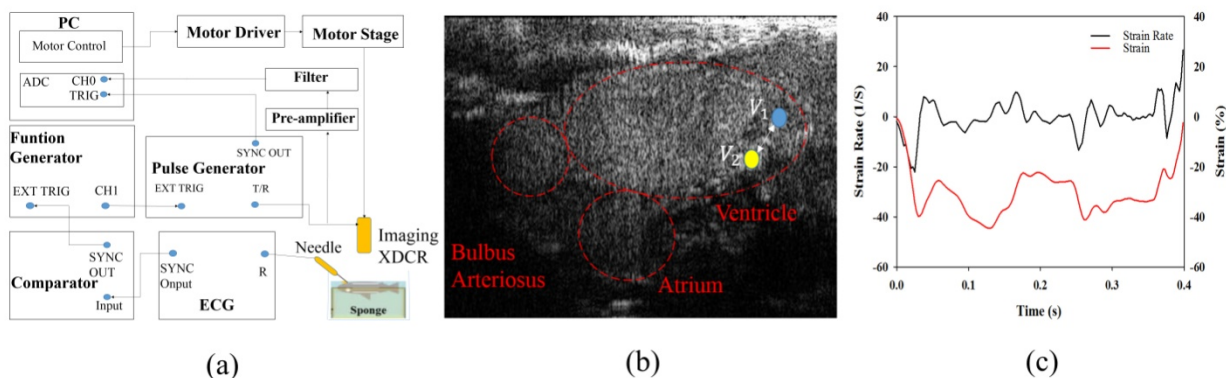 PC
Motor Control
Motor Driver
Motor Stage
ADC
CH0
TRIG
Filter
Pre-amplifier
Funtion
Generator
EXT TRIG
CH1
SYNC OUT
Pulse Generator
EXT TRIG
T/R
Imaging
XDCR
Needle
SYNC
OUT
Comparator
Input
SYNC
Onput
R
ECG
Sponge
(a)
V1
V2
Ventricle
Bulbus
Arteriosus
Atrium
(b)
Strain Rate
Strain
Strain Rate (1/S)
40
20
0
-20
-40
-60
Strain (%)
40
20
0
-20
-40
-60
0.0 0.1 0.2 0.3 0.4
Time (s)
(c)